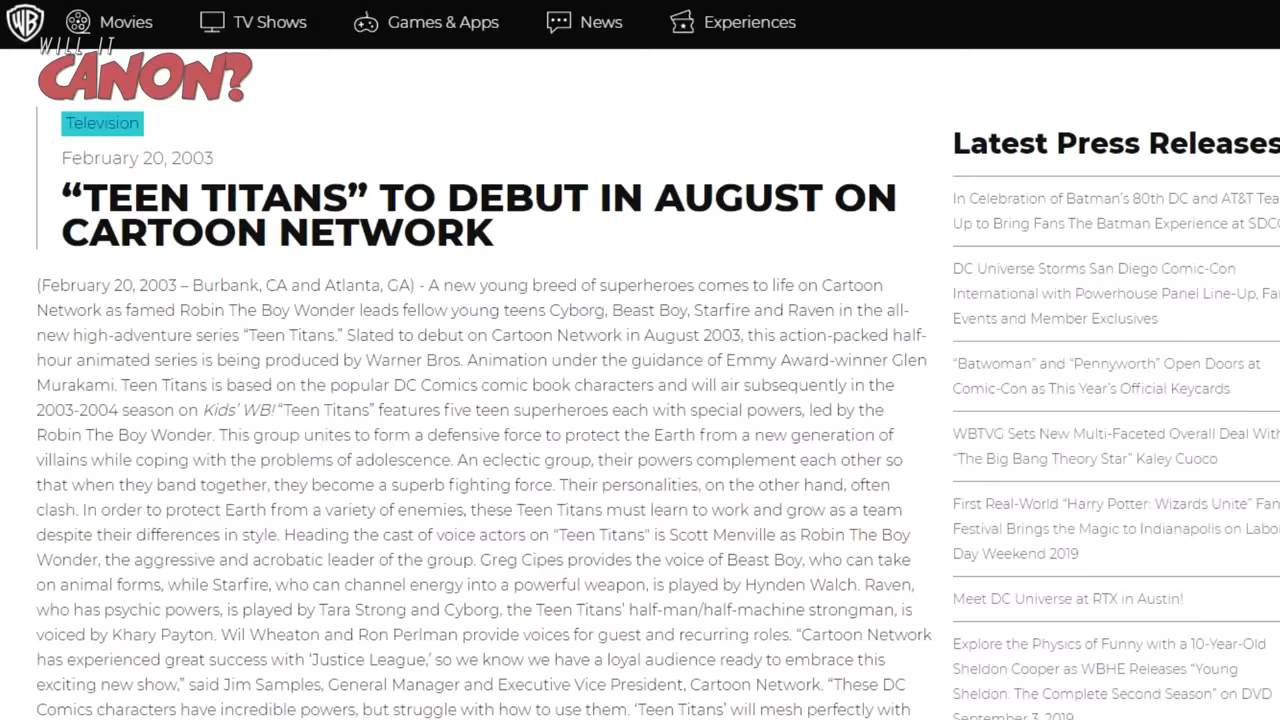 WB
Movies
TV Shows
Games & Apps
News
Experiences
WILL IT
CANON?
Television
February 20, 2003
“TEEN TITANS” TO DEBUT IN AUGUST ON
CARTOON NETWORK
(February 20, 2003 – Burbank, CA and Atlanta, GA) - A new young breed of superheroes comes to life on Cartoon
Network as famed Robin The Boy Wonder leads fellow young teens Cyborg, Beast Boy, Starfire and Raven in the all-
new high-adventure series “Teen Titans.” Slated to debut on Cartoon Network in August 2003, this action-packed half-
hour animated series is being produced by Warner Bros. Animation under the guidance of Emmy Award-winner Glen
Murakami. Teen Titans is based on the popular DC Comics comic book characters and will air subsequently in the
2003-2004 season on Kids’ WB! “Teen Titans” features five teen superheroes each with special powers, led by the
Robin The Boy Wonder. This group unites to form a defensive force to protect the Earth from a new generation of
villains while coping with the problems of adolescence. An eclectic group, their powers complement each other so
that when they band together, they become a superb fighting force. Their personalities, on the other hand, often
clash. In order to protect Earth from a variety of enemies, these Teen Titans must learn to work and grow as a team
despite their differences in style. Heading the cast of voice actors on “Teen Titans" is Scott Menville as Robin The Boy
Wonder, the aggressive and acrobatic leader of the group. Greg Cipes provides the voice of Beast Boy, who can take
on animal forms, while Starfire, who can channel energy into a powerful weapon, is played by Hynden Walch. Raven,
who has psychic powers, is played by Tara Strong and Cyborg, the Teen Titans’ half-man/half-machine strongman, is
voiced by Khary Payton. Wil Wheaton and Ron Perlman provide voices for guest and recurring roles. “Cartoon Network
has experienced great success with ‘Justice League,’ so we know we have a loyal audience ready to embrace this
exciting new show,” said Jim Samples, General Manager and Executive Vice President, Cartoon Network. “These DC
Comics characters have incredible powers, but struggle with how to use them. ‘Teen Titans’ will mesh perfectly with
Latest Press Releases
In Celebration of Batman’s 80th DC and AT&T Tea
Up to Bring Fans The Batman Experience at SDCC
DC Universe Storms San Diego Comic-Con
International with Powerhouse Panel Line-Up, Fa
Events and Member Exclusives
“Batwoman” and “Pennyworth” Open Doors at
Comic-Con as This Year’s Official Keycards
WBTVG Sets New Multi-Faceted Overall Deal With
“The Big Bang Theory Star” Kaley Cuoco
First Real-World “Harry Potter: Wizards Unite” Fan
Festival Brings the Magic to Indianapolis on Labo
Day Weekend 2019
Meet DC Universe at RTX in Austin!
Explore the Physics of Funny with a 10-Year-Old
Sheldon Cooper as WBHE Releases “Young
Sheldon: The Complete Second Season” on DVD
September 3, 2019